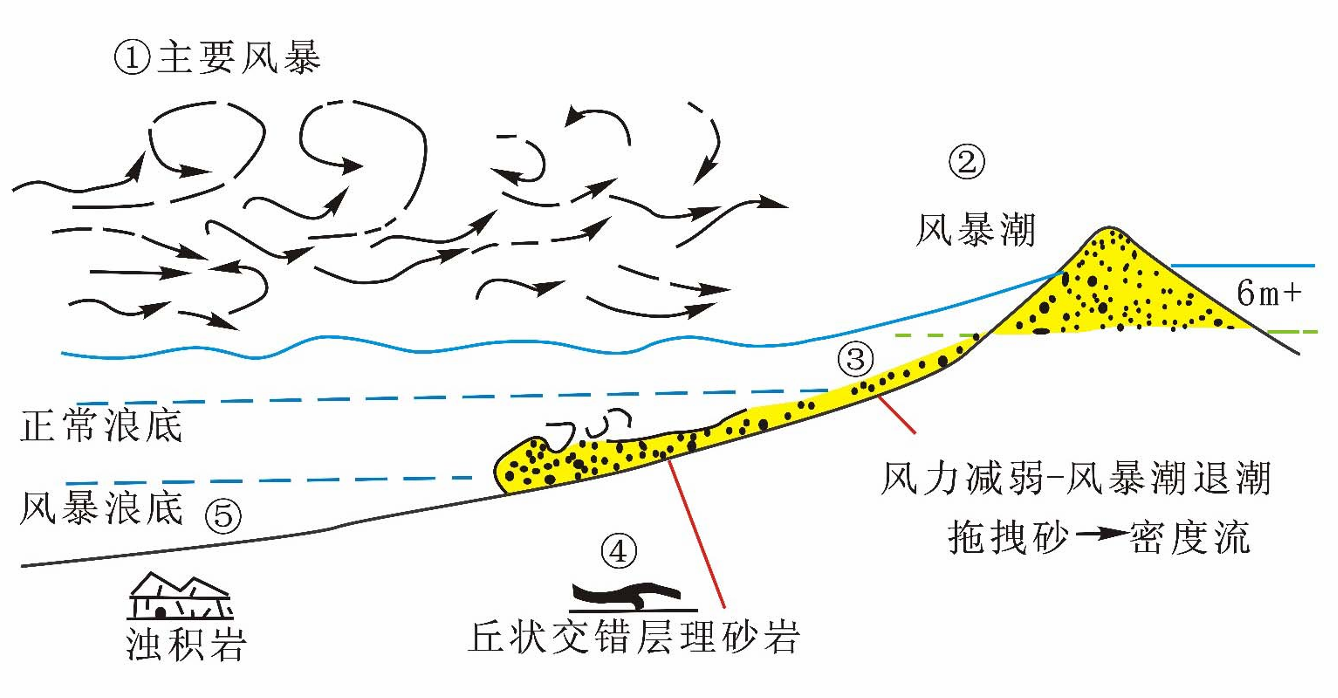 ①主要风暴
②
风暴潮
6m+
③
正常浪底
风暴浪底
⑤
风力减弱-风暴潮退潮
拖拽砂→密度流
④
浊积岩
丘状交错层理砂岩